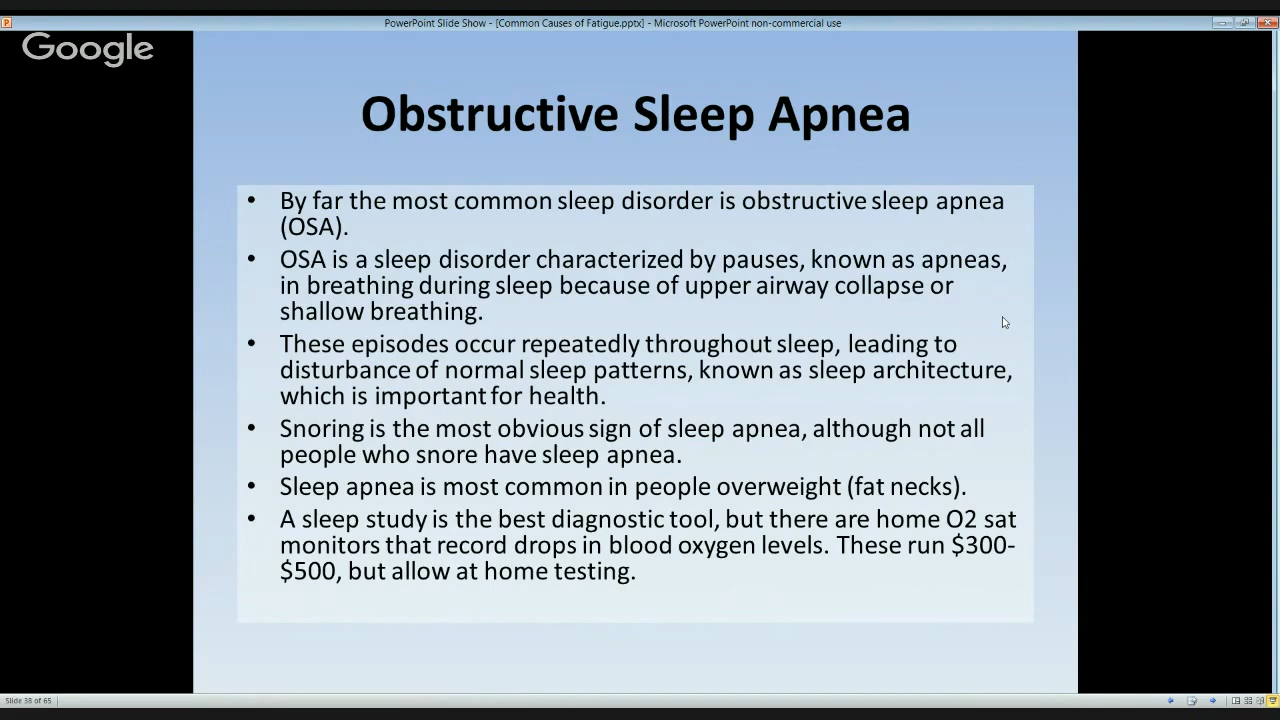 PowerPoint Slide Show - [Common Causes of Fatigue.pptx] - Microsoft PowerPoint non-commercial use
Google
Obstructive Sleep Apnea
• By far the most common sleep disorder is obstructive sleep apnea
(OSA).
• OSA is a sleep disorder characterized by pauses, known as apneas,
in breathing during sleep because of upper airway collapse or
shallow breathing.
• These episodes occur repeatedly throughout sleep, leading to
disturbance of normal sleep patterns, known as sleep architecture,
which is important for health.
• Snoring is the most obvious sign of sleep apnea, although not all
people who snore have sleep apnea.
• Sleep apnea is most common in people overweight (fat necks).
• A sleep study is the best diagnostic tool, but there are home O2 sat
monitors that record drops in blood oxygen levels. These run $300-
$500, but allow at home testing.
Slide 38 of 65